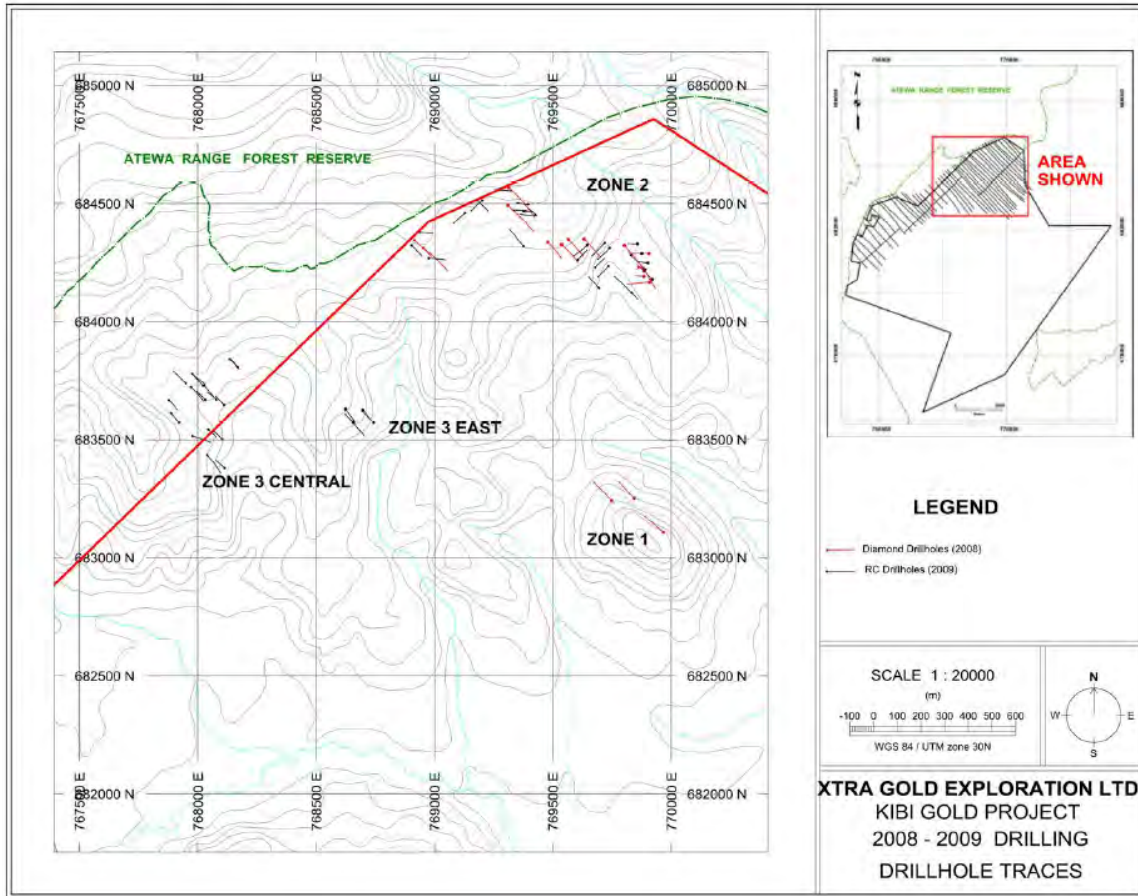 767500 E
768000 E
768500 E
769000 E
769500 E
770000 E
685000 N
685000 N
ATEWA RANGE FOREST RESERVE
ZONE 2
684500 N
684500 N
684000 N
684000 N
683500 N
683500 N
ZONE 3 EAST
ZONE 3 CENTRAL
ZONE 1
683000 N
683000 N
682500 N
682500 N
682000 N
682000 N
767500 E
768000 E
768500 E
769000 E
769500 E
770000 E
N
ATEWA RANGE FOREST RESERVE
AREA
SHOWN
LEGEND
Diamond Drillholes (2008)
RC Drillholes (2009)
SCALE 1 : 20000
(m)
-100 0 100 200 300 400 500 600
WGS 84 / UTM zone 30N
N
W E
S
XTRA GOLD EXPLORATION LTD
KIBI GOLD PROJECT
2008 - 2009 DRILLING
DRILLHOLE TRACES